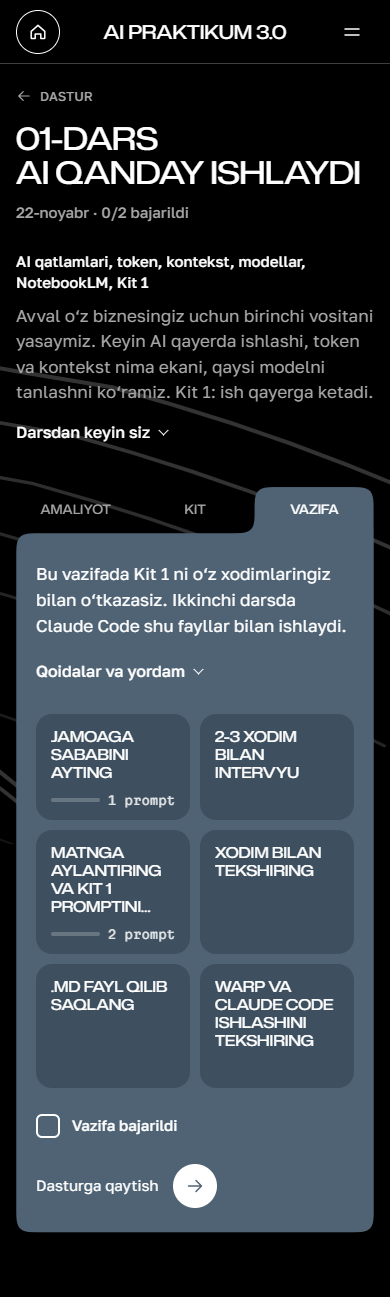 AI PRAKTIKUM 3.0
← DASTUR
01-DARS
AI QANDAY ISHLAYDI
22-noyabr · 0/2 bajarildi
AI qatlamlari, token, kontekst, modellar,
NotebookLM, Kit 1
Avval oʻz biznesingiz uchun birinchi vositani
yasaymiz. Keyin AI qayerda ishlashi, token
va kontekst nima ekani, qaysi modelni
tanlashni koʻramiz. Kit 1: ish qayerga ketadi.
Darsdan keyin siz
AMALIYOT
KIT
VAZIFA
Bu vazifada Kit 1 ni oʻz xodimlaringiz
bilan oʻtkazasiz. Ikkinchi darsda
Claude Code shu fayllar bilan ishlaydi.
Qoidalar va yordam
JAMOAGA
SABABINI
AYTING
1 prompt
2-3 XODIM
BILAN
INTERVYU
MATNGA
AYLANTIRING
VA KIT 1
PROMPTINI...
2 prompt
XODIM BILAN
TEKSHIRING
.MD FAYL QILIB
SAQLANG
WARP VA
CLAUDE CODE
ISHLASHINI
TEKSHIRING
Vazifa bajarildi
Dasturga qaytish →